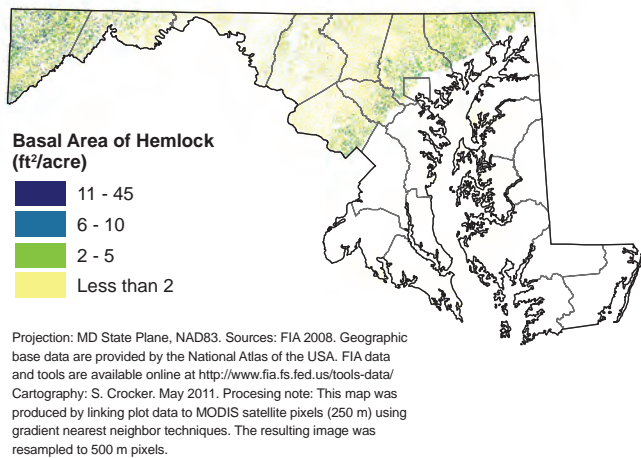 Basal Area of Hemlock
(ft²/acre)
11 - 45
6 - 10
2 - 5
Less than 2
Projection: MD State Plane, NAD83. Sources: FIA 2008. Geographic
base data are provided by the National Atlas of the USA. FIA data
and tools are available online at http://www.fia.fs.fed.us/tools-data/
Cartography: S. Crocker. May 2011. Procesing note: This map was
produced by linking plot data to MODIS satellite pixels (250 m) using
gradient nearest neighbor techniques. The resulting image was
resampled to 500 m pixels.